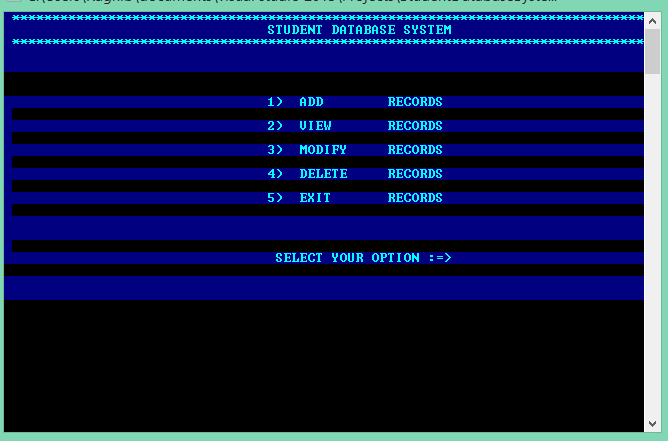 ********************************************************************************
STUDENT DATABASE SYSTEM
********************************************************************************
1> ADD RECORDS
2> VIEW RECORDS
3> MODIFY RECORDS
4> DELETE RECORDS
5> EXIT RECORDS
SELECT YOUR OPTION :=>